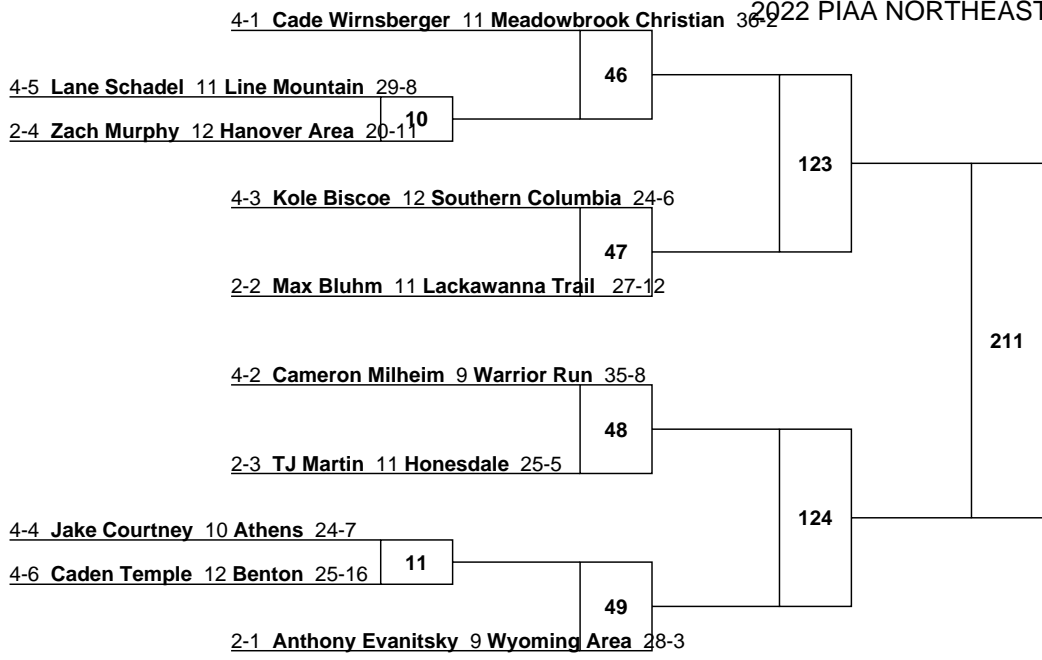 2022 PIAA NORTHEAST
4-1 Cade Wirnsberger 11 Meadowbrook Christian 36-2
46
4-5 Lane Schadel 11 Line Mountain 29-8
10
2-4 Zach Murphy 12 Hanover Area 20-11
123
4-3 Kole Biscoe 12 Southern Columbia 24-6
47
2-2 Max Bluhm 11 Lackawanna Trail 27-12
211
4-2 Cameron Milheim 9 Warrior Run 35-8
48
2-3 TJ Martin 11 Honesdale 25-5
124
4-4 Jake Courtney 10 Athens 24-7
11
4-6 Caden Temple 12 Benton 25-16
49
2-1 Anthony Evanitsky 9 Wyoming Area 28-3